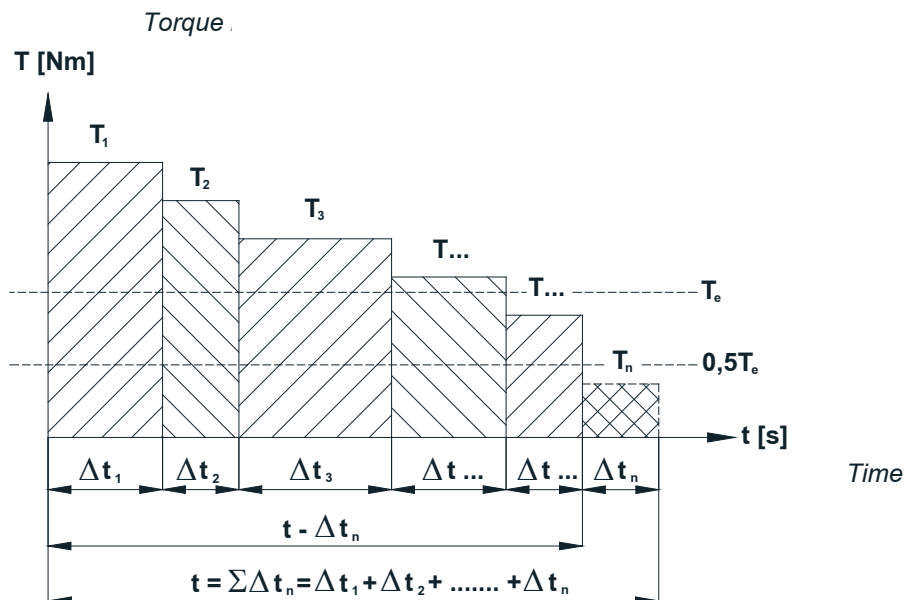 Torque
T [Nm]
T₁
T₂
T₃
T...
T...
Tₑ
Tₙ
0,5Tₑ
t [s]
Δt₁
Δt₂
Δt₃
Δt ...
Δt ...
Δtₙ
Time
t - Δtₙ
t = ΣΔtₙ=Δt₁+Δt₂+ ....... +Δtₙ